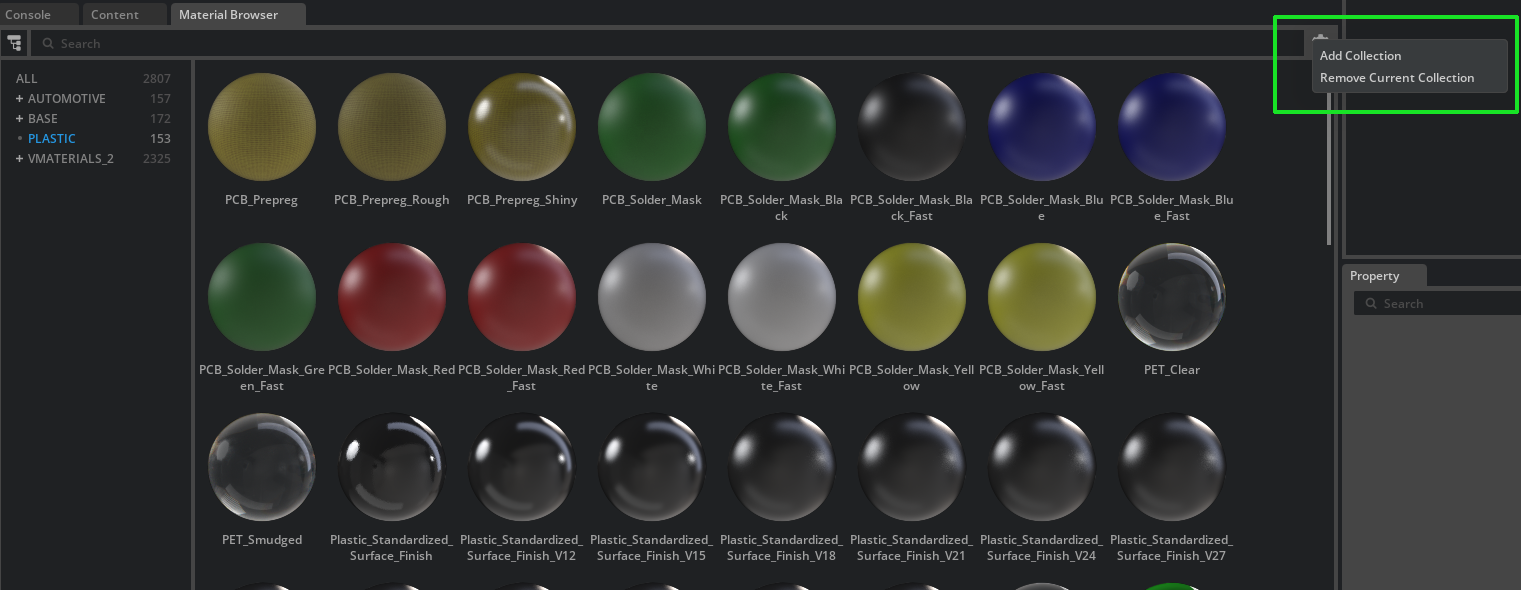 Console
Content
Material Browser
Search
Add Collection
Remove Current Collection
ALL 2807
+ AUTOMOTIVE 157
+ BASE 172
• PLASTIC 153
+ VMATERIALS_2 2325
PCB_Prepreg
PCB_Prepreg_Rough
PCB_Prepreg_Shiny
PCB_Solder_Mask
PCB_Solder_Mask_Bla
ck
PCB_Solder_Mask_Bla
ck_Fast
PCB_Solder_Mask_Blu
e
PCB_Solder_Mask_Blu
e_Fast
PCB_Solder_Mask_Gre
en_Fast
PCB_Solder_Mask_Red
PCB_Solder_Mask_Red
_Fast
PCB_Solder_Mask_Whi
te
PCB_Solder_Mask_Whi
te_Fast
PCB_Solder_Mask_Yell
ow
PCB_Solder_Mask_Yell
ow_Fast
PET_Clear
PET_Smudged
Plastic_Standardized_
Surface_Finish
Plastic_Standardized_
Surface_Finish_V12
Plastic_Standardized_
Surface_Finish_V15
Plastic_Standardized_
Surface_Finish_V18
Plastic_Standardized_
Surface_Finish_V21
Plastic_Standardized_
Surface_Finish_V24
Plastic_Standardized_
Surface_Finish_V27
Property
Search